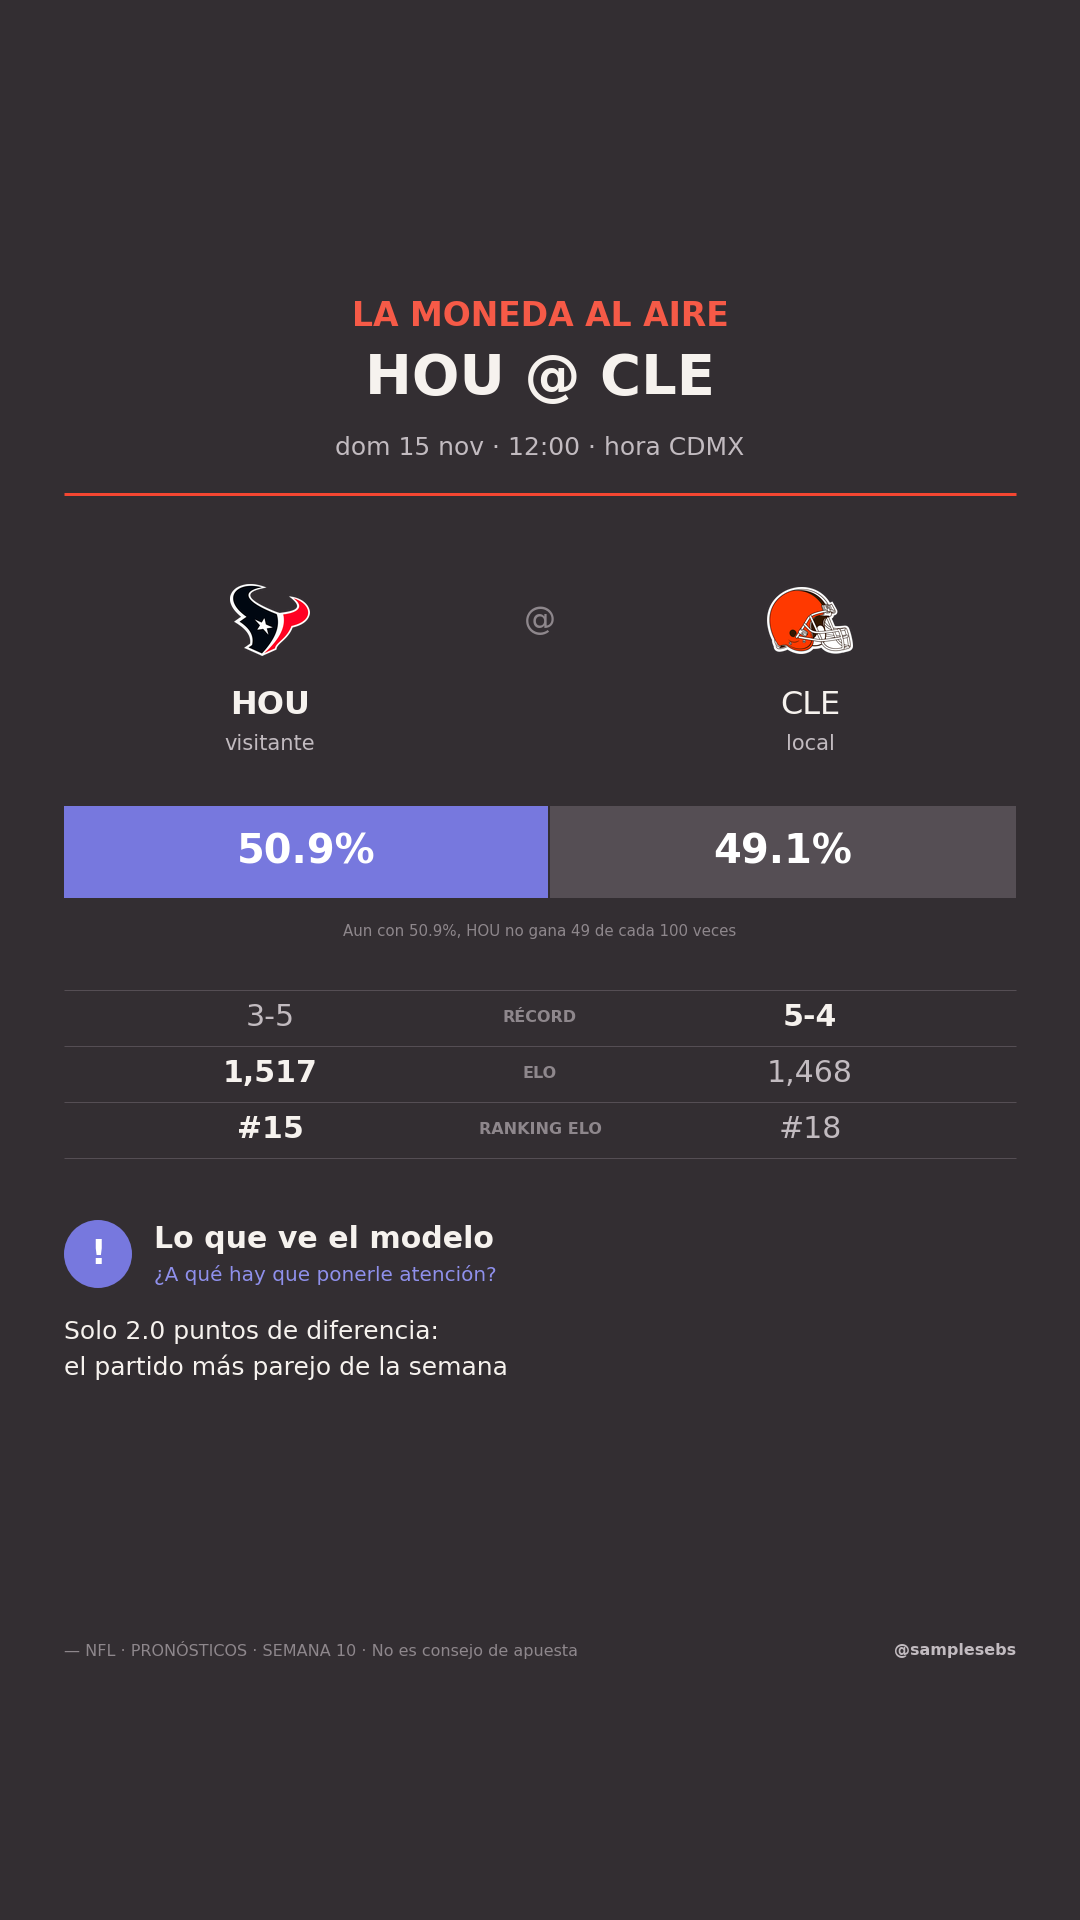 LA MONEDA AL AIRE
HOU @ CLE
dom 15 nov · 12:00 · hora CDMX
@
HOU
CLE
visitante
local
50.9%
49.1%
Aun con 50.9%, HOU no gana 49 de cada 100 veces
3-5 RÉCORD 5-4
1,517 ELO 1,468
#15 RANKING ELO #18
!
Lo que ve el modelo
¿A qué hay que ponerle atención?
Solo 2.0 puntos de diferencia:
el partido más parejo de la semana
— NFL · PRONÓSTICOS · SEMANA 10 · No es consejo de apuesta
@samplesebs